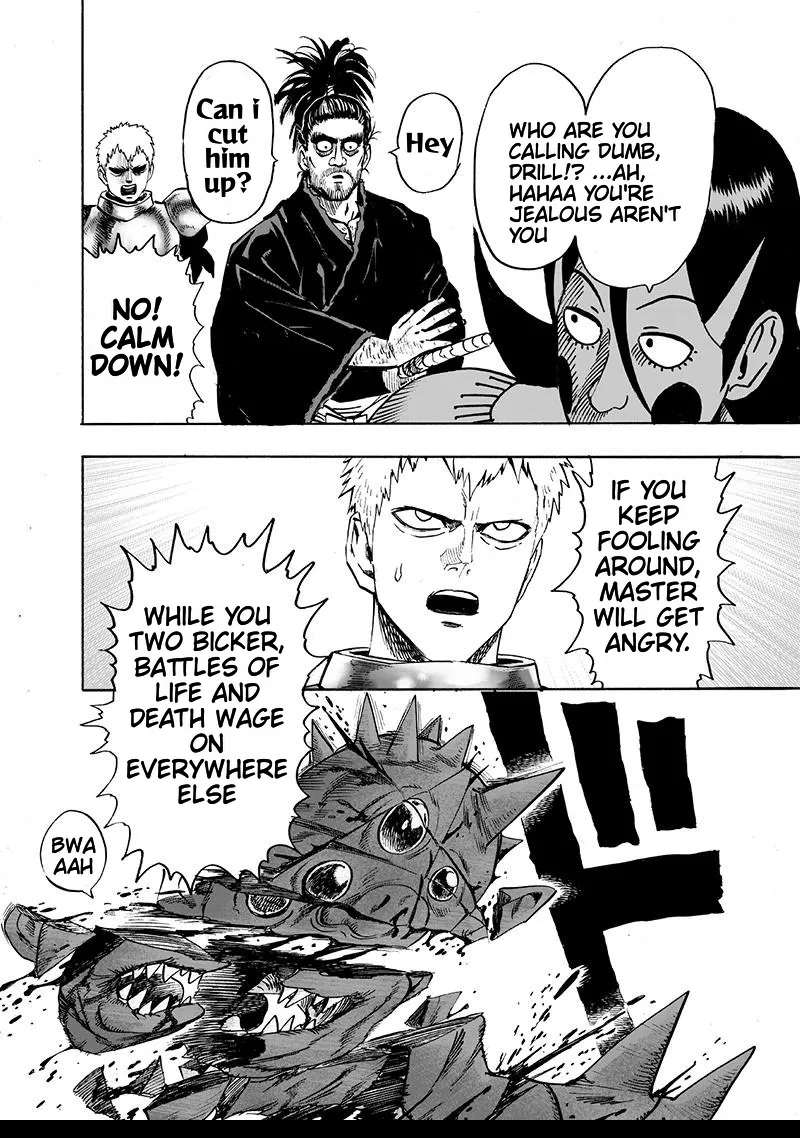 WHO ARE YOU
CALLING DUMB,
DRILL!? ...AH,
HAHAA YOU'RE
JEALOUS AREN'T
YOU
Hey
Can i
cut
him
up?
NO!
CALM
DOWN!
IF YOU
KEEP
FOOLING
AROUND,
MASTER
WILL GET
ANGRY.
WHILE YOU
TWO BICKER,
BATTLES OF
LIFE AND
DEATH WAGE
ON
EVERYWHERE
ELSE
ド
BWA
AAH